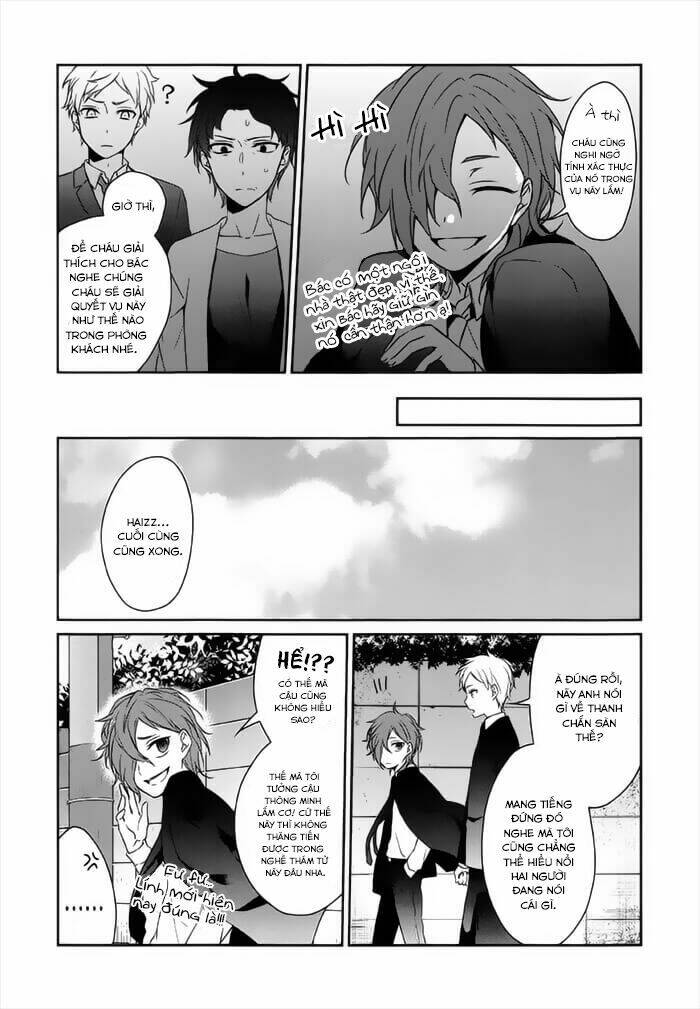 À thì
CHÁU CŨNG
NGHI NGỜ
TÍNH XÁC THỰC
CỦA NÓ TRONG
VỤ NÀY LẮM!
HÌ HÌ
Bác có một ngôi
nhà thật đẹp, vì thế,
xin Bác hãy giữ gìn
nó cẩn thận hơn ạ!
?
GIỜ THÌ,
ĐỂ CHÁU GIẢI
THÍCH CHO BÁC
NGHE CHÚNG
CHÁU SẼ GIẢI
QUYẾT VỤ NÀY
NHƯ THẾ NÀO
TRONG PHÒNG
KHÁCH NHÉ.
HAIZZ...
CUỐI CÙNG
CŨNG XONG.
À ĐÚNG RỒI,
NÃY ANH NÓI
GÌ VỀ THANH
CHẮN SÀN
THẾ?
MANG TIẾNG
ĐỨNG ĐÓ
NGHE MÀ TÔI
CŨNG CHẲNG
THỂ HIỂU NỔI
HAI NGƯỜI
ĐANG NÓI
CÁI GÌ.
HỂ!??
CÓ THẾ MÀ
CẬU CŨNG
KHÔNG HIỂU
SAO?
THẾ MÀ TÔI
TƯỞNG CẬU
THÔNG MINH
LẮM CƠ! CỨ THẾ
NÀY THÌ KHÔNG
THĂNG TIẾN
ĐƯỢC TRONG
NGHỀ THÁM TỬ
NÀY ĐÂU NHA.
Fư fư..
Lính mới hiện
nay đúng là!!!
......